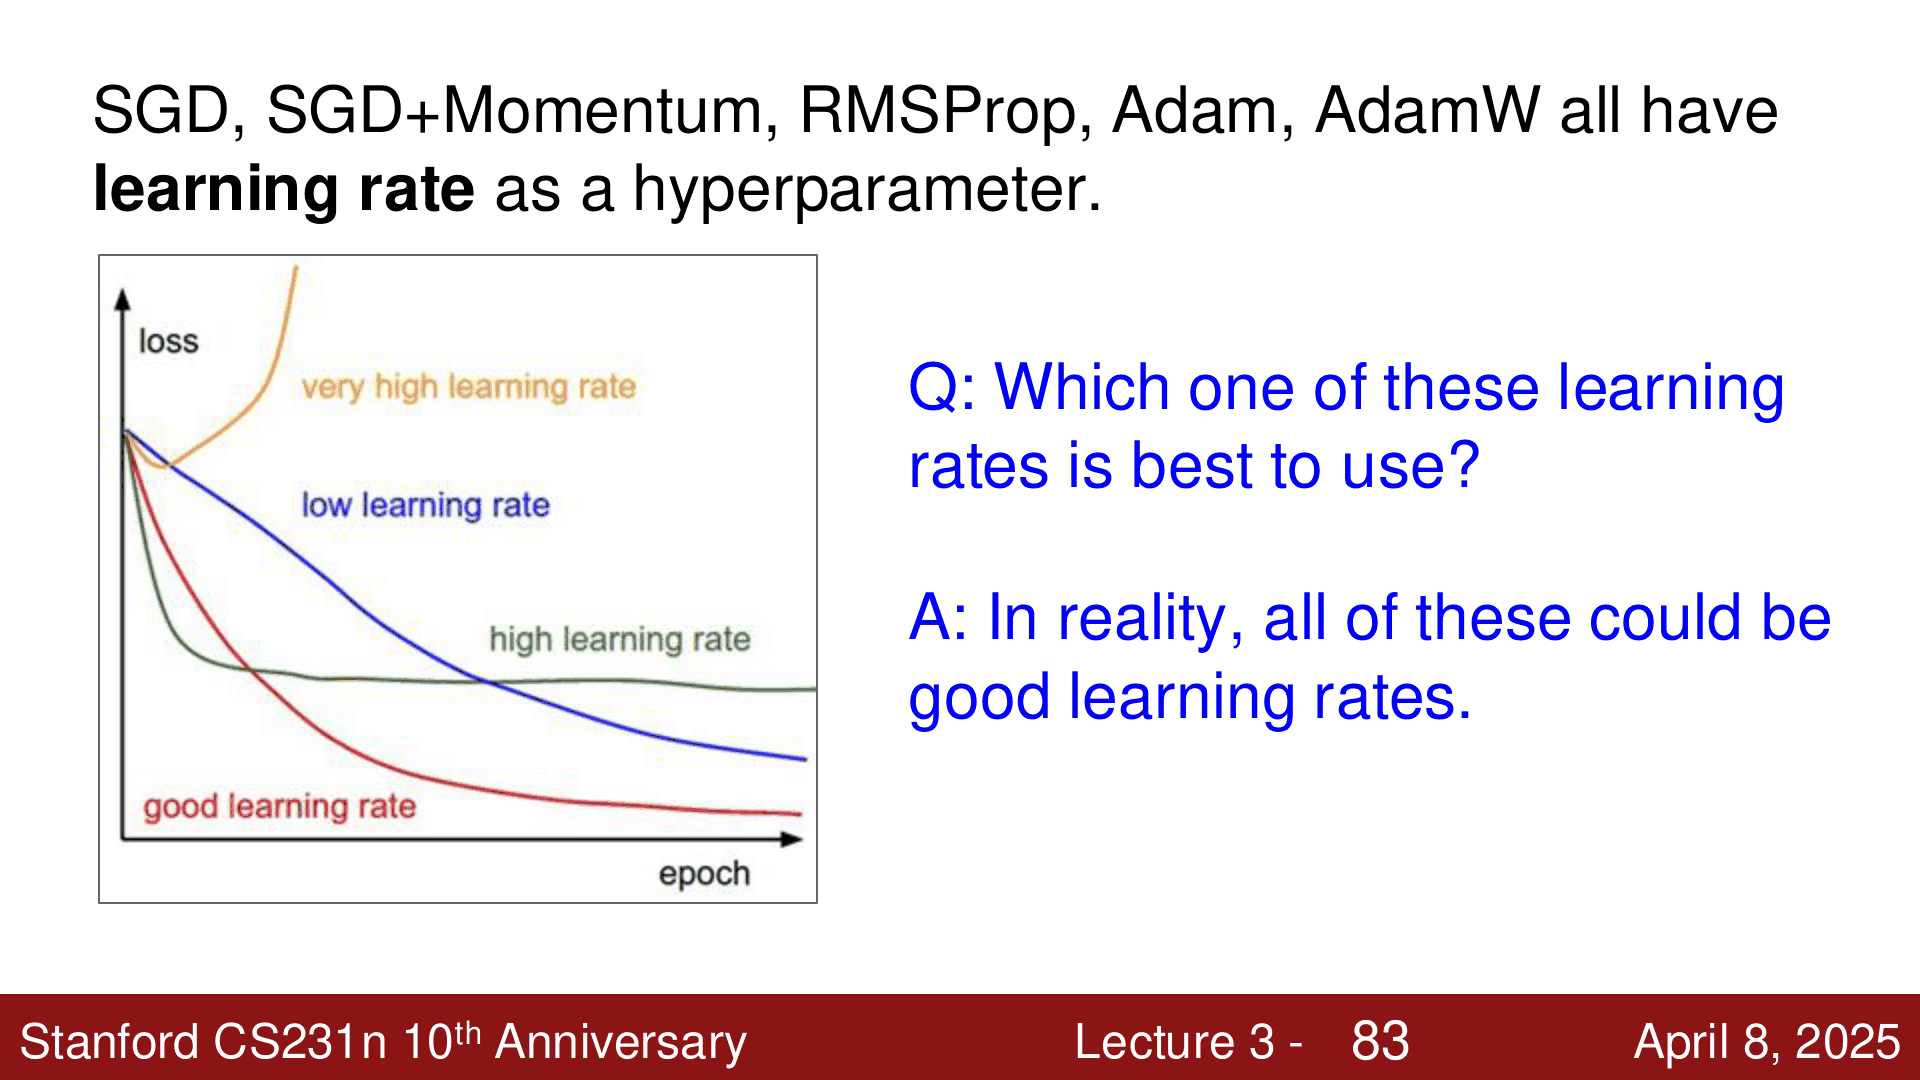 SGD, SGD+Momentum, RMSProp, Adam, AdamW all have
learning rate as a hyperparameter.
loss
very high learning rate
low learning rate
high learning rate
good learning rate
epoch
Q: Which one of these learning
rates is best to use?
A: In reality, all of these could be
good learning rates.
Stanford CS231n 10th Anniversary
Lecture 3 - 83
April 8, 2025